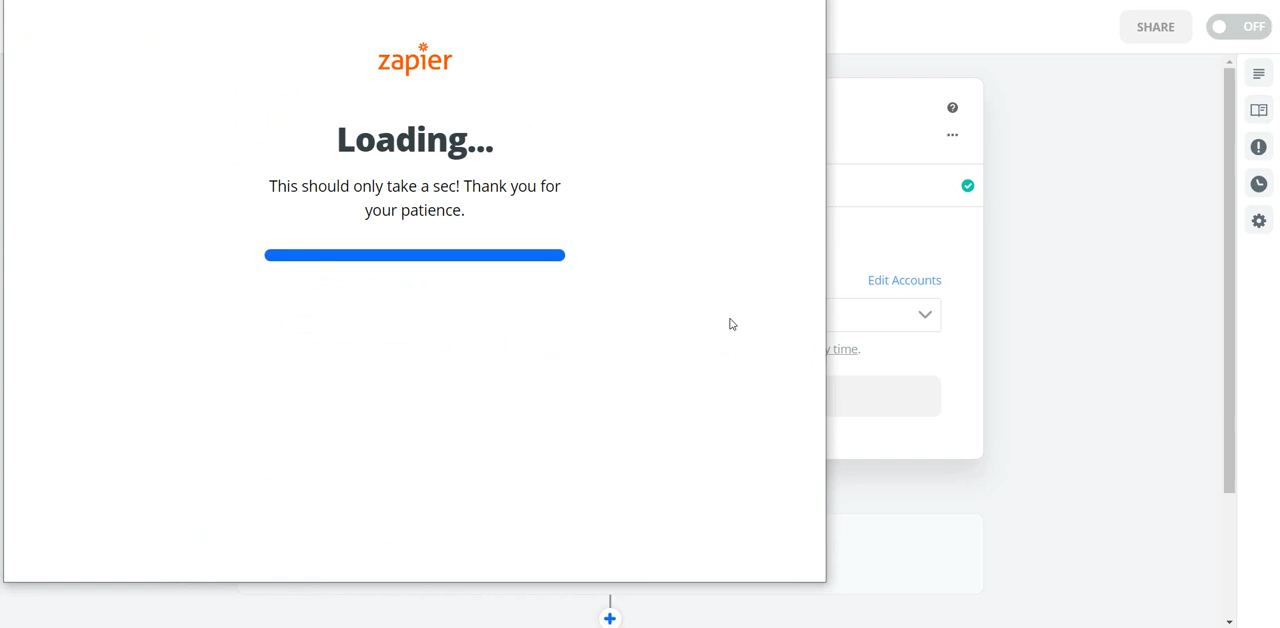 SHARE
OFF
zapier
Loading...
This should only take a sec! Thank you for
your patience.
Edit Accounts
y time.